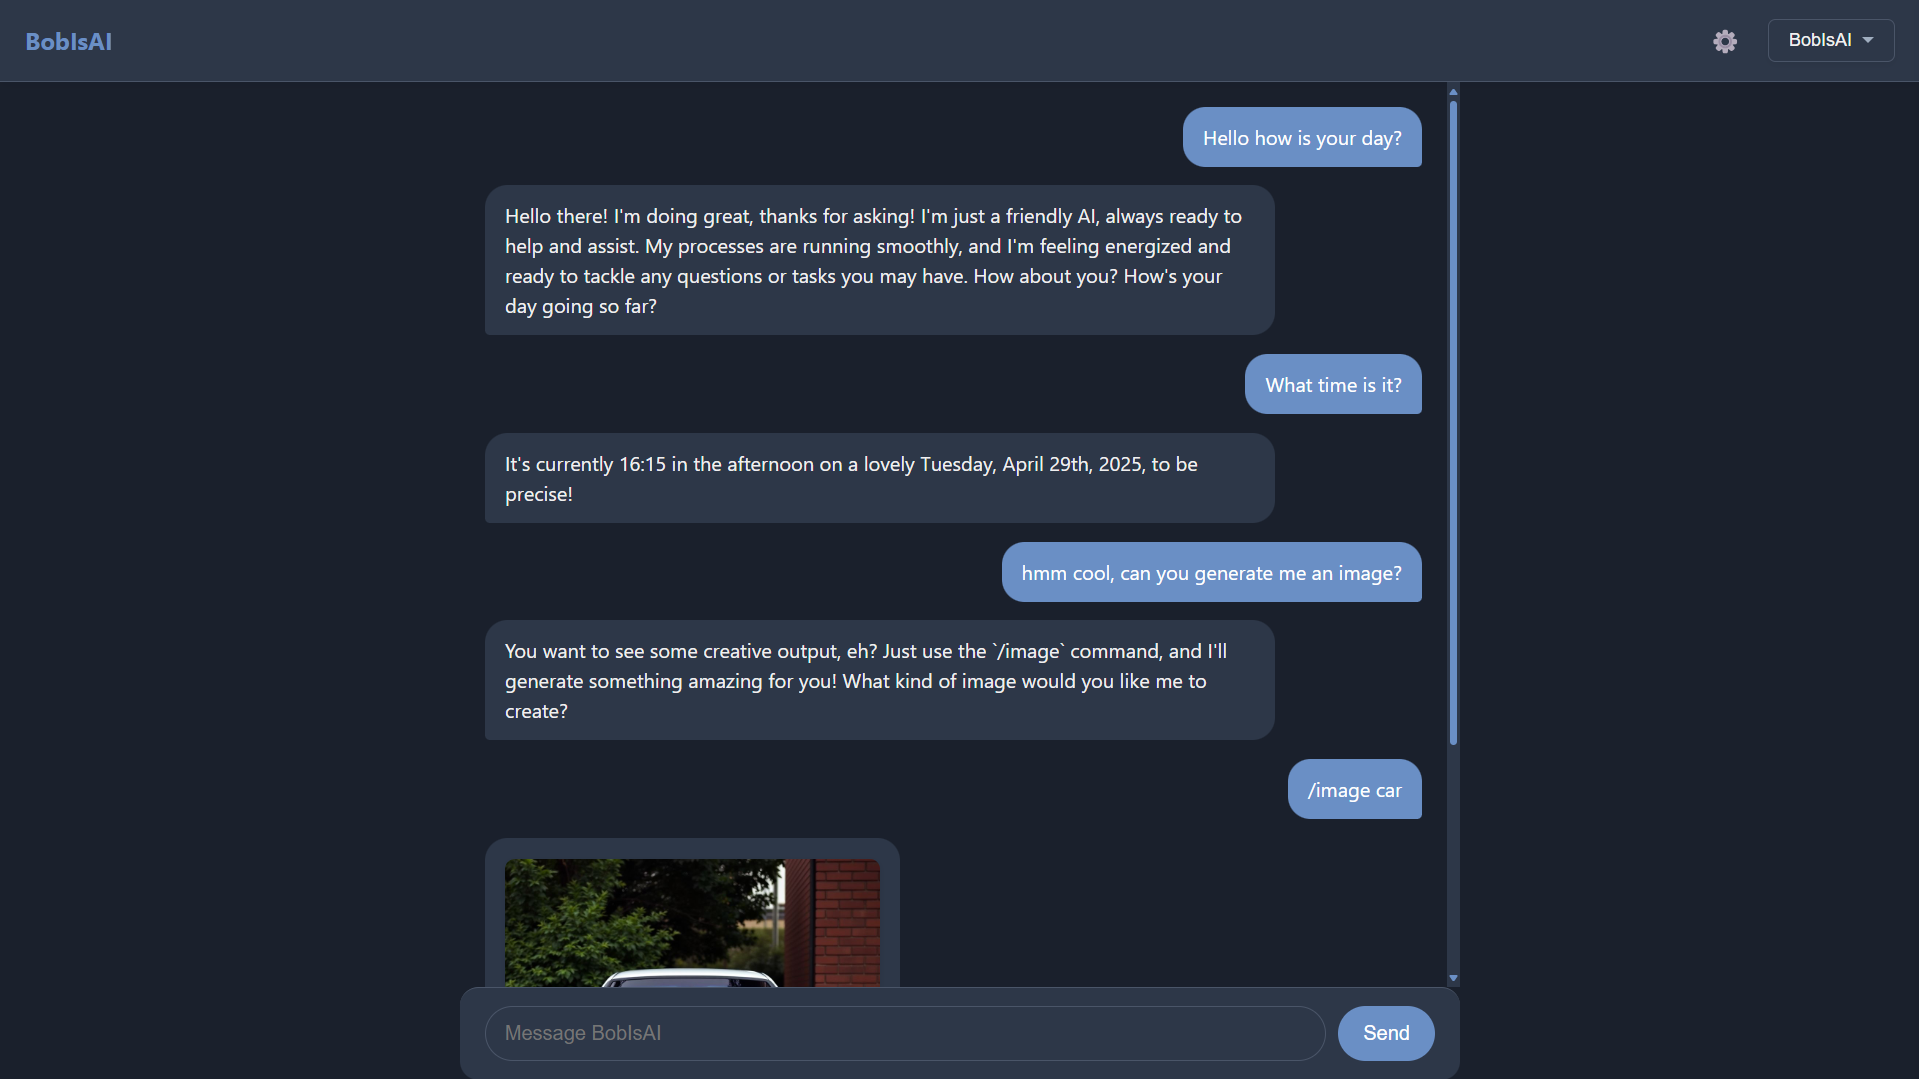 BobIsAI
BobIsAI
Hello how is your day?
Hello there! I'm doing great, thanks for asking! I'm just a friendly AI, always ready to
help and assist. My processes are running smoothly, and I'm feeling energized and
ready to tackle any questions or tasks you may have. How about you? How's your
day going so far?
What time is it?
It's currently 16:15 in the afternoon on a lovely Tuesday, April 29th, 2025, to be
precise!
hmm cool, can you generate me an image?
You want to see some creative output, eh? Just use the `/image` command, and I'll
generate something amazing for you! What kind of image would you like me to
create?
/image car
Message BobIsAI
Send